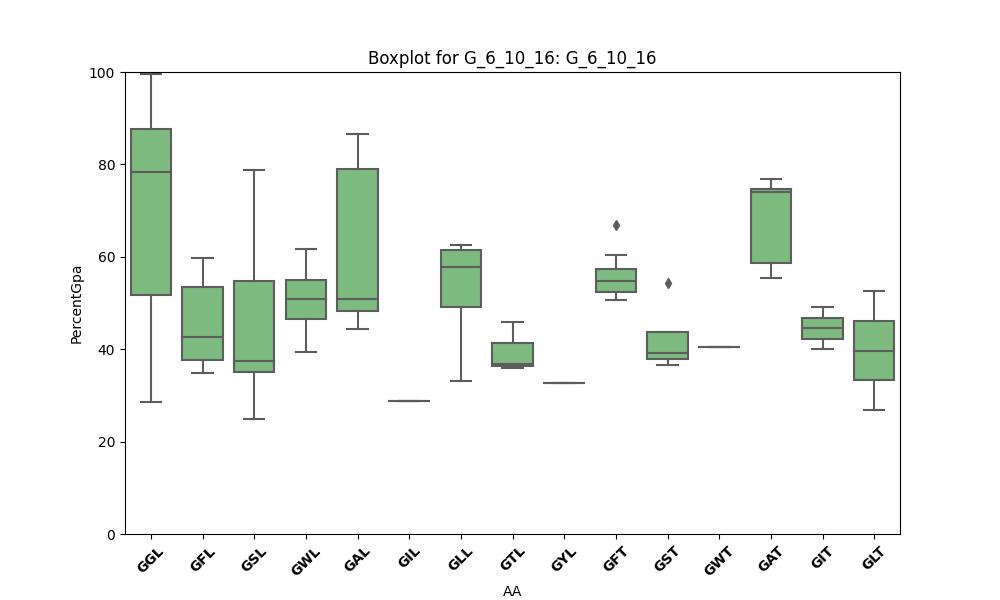 Boxplot for G_6_10_16: G_6_10_16
PercentGpa
100
80
60
40
20
0
GGL GFL GSL GWL GAL GIL GLL GTL GYL GFT GST GWT GAT GIT GLT
AA